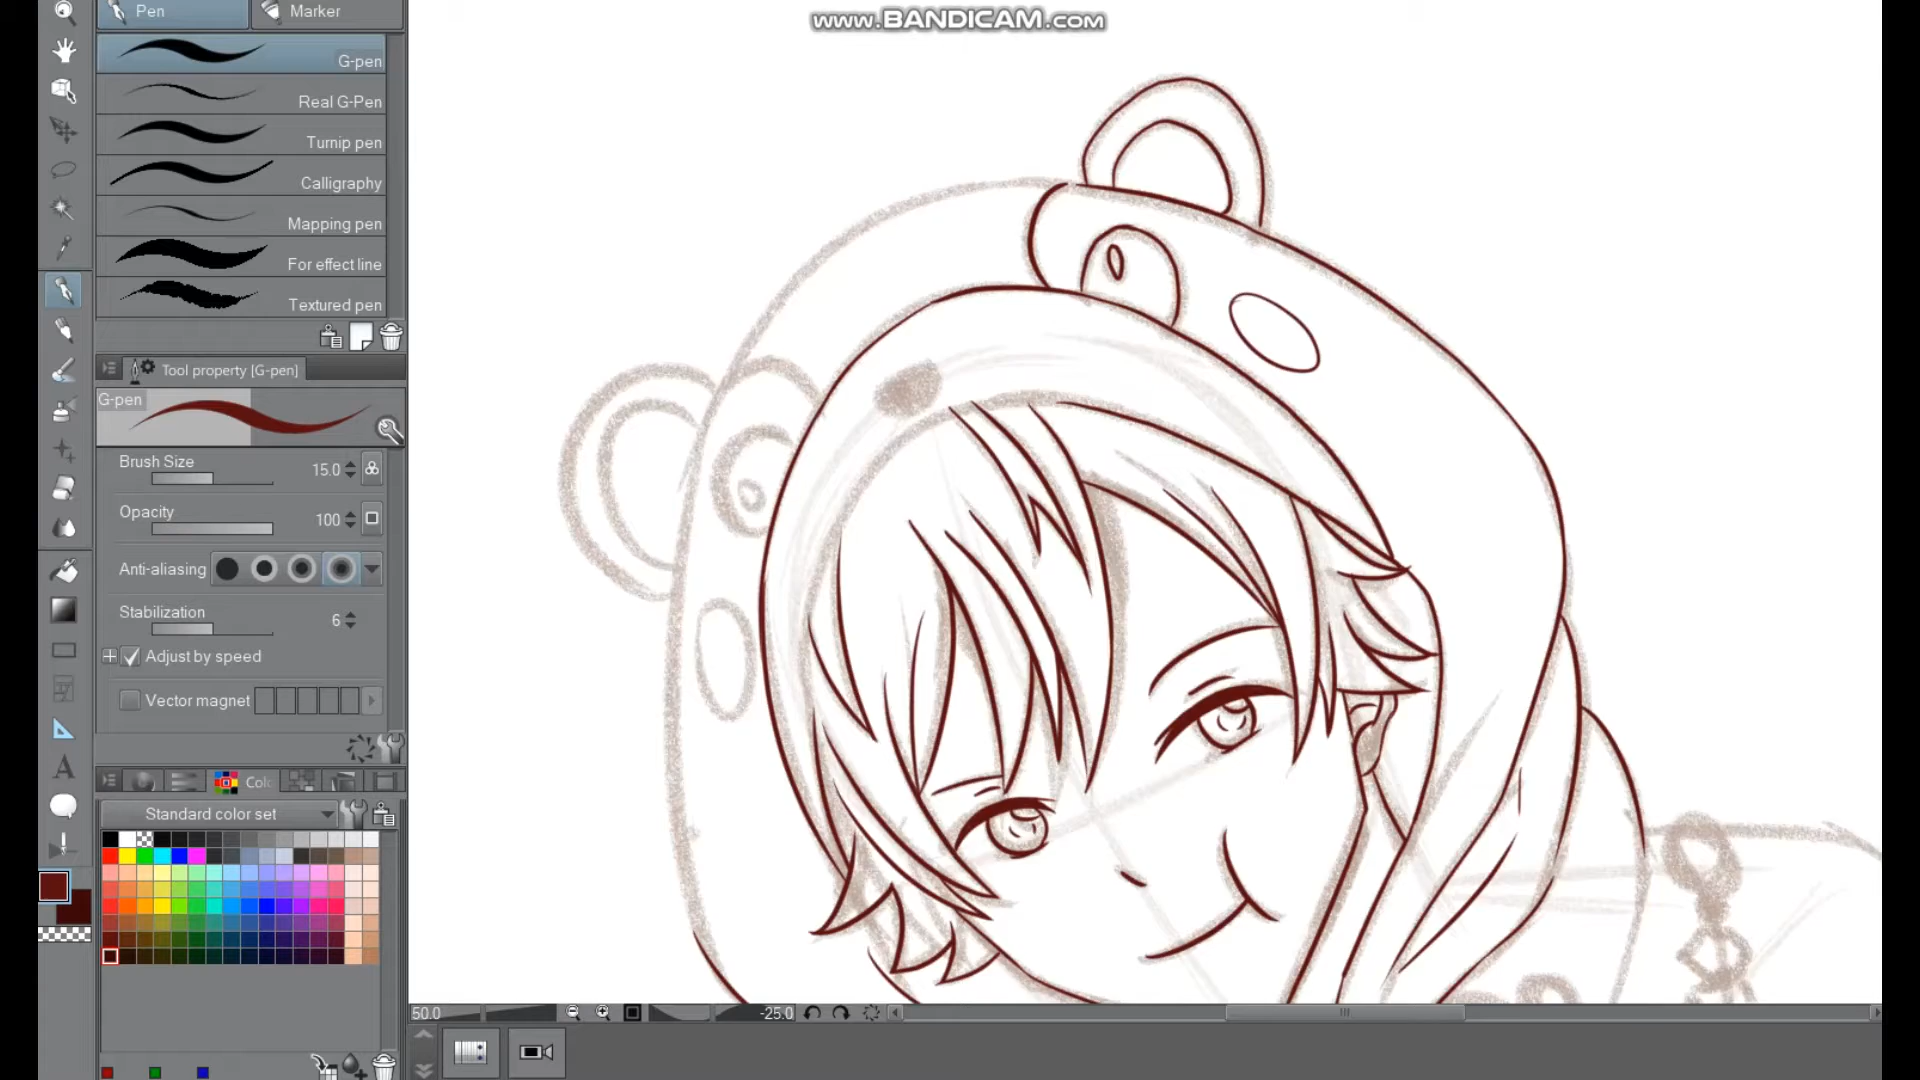 www.BANDICAM.com
Pen
Marker
G-pen
Real G-Pen
Turnip pen
Calligraphy
Mapping pen
For effect line
Textured pen
Tool property [G-pen]
G-pen
Brush Size 15.0
Opacity 100
Anti-aliasing
Stabilization 6
Adjust by speed
Vector magnet
Standard color set
50.0
-25.0